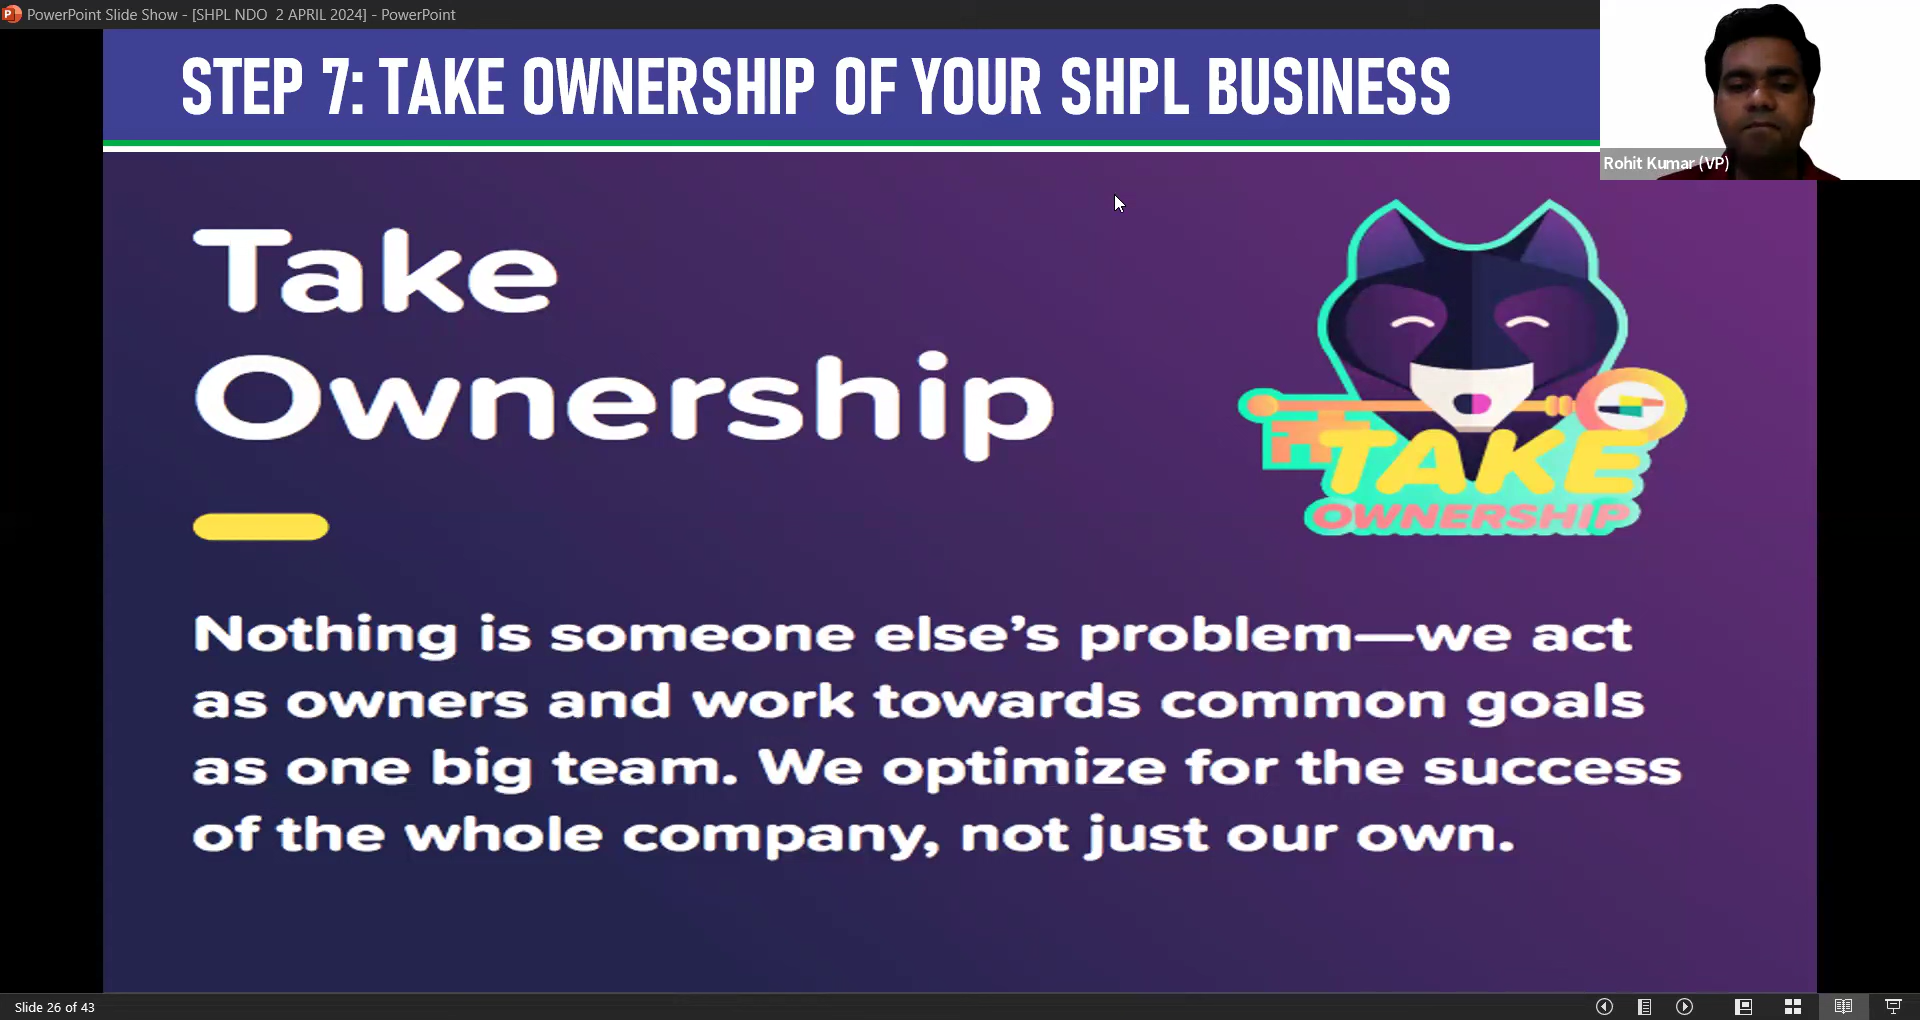 PowerPoint Slide Show - [SHPL NDO  2 APRIL 2024] - PowerPoint
STEP 7: TAKE OWNERSHIP OF YOUR SHPL BUSINESS
Rohit Kumar (VP)
Take
Ownership
TAKE
OWNERSHIP
Nothing is someone else’s problem—we act
as owners and work towards common goals
as one big team. We optimize for the success
of the whole company, not just our own.
Slide 26 of 43